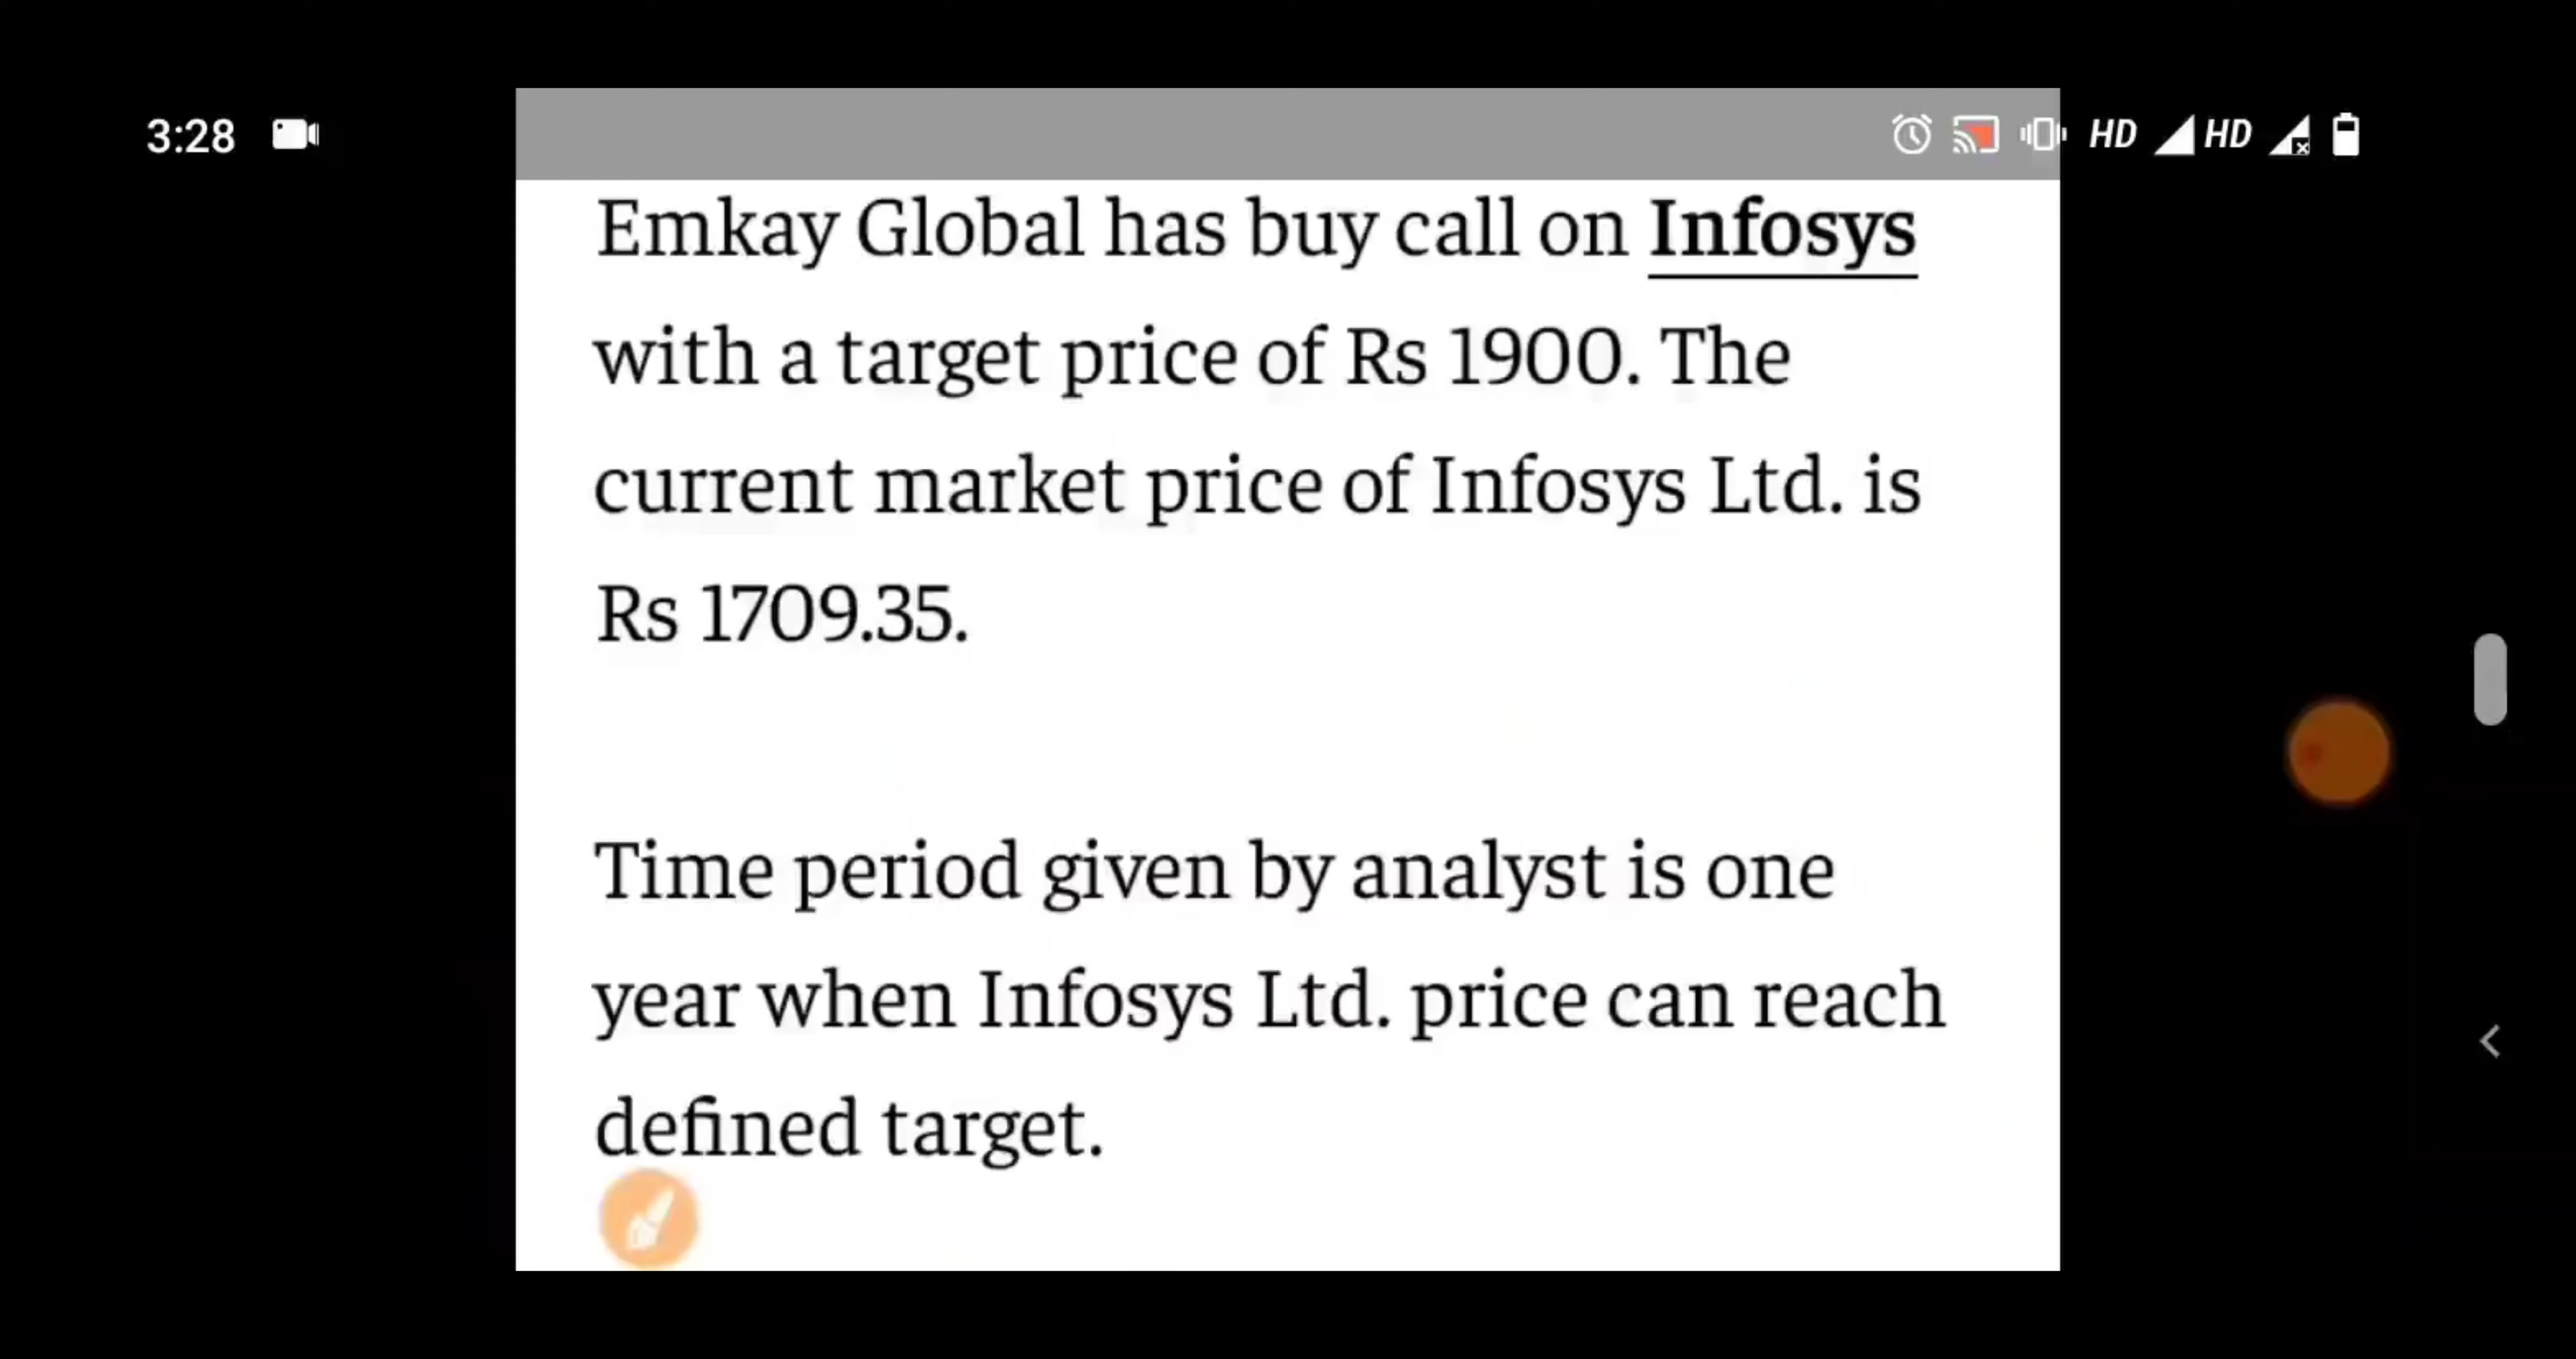 3:28 HD HD
Emkay Global has buy call on Infosys
with a target price of Rs 1900. The
current market price of Infosys Ltd. is
Rs 1709.35.
Time period given by analyst is one
year when Infosys Ltd. price can reach
defined target.